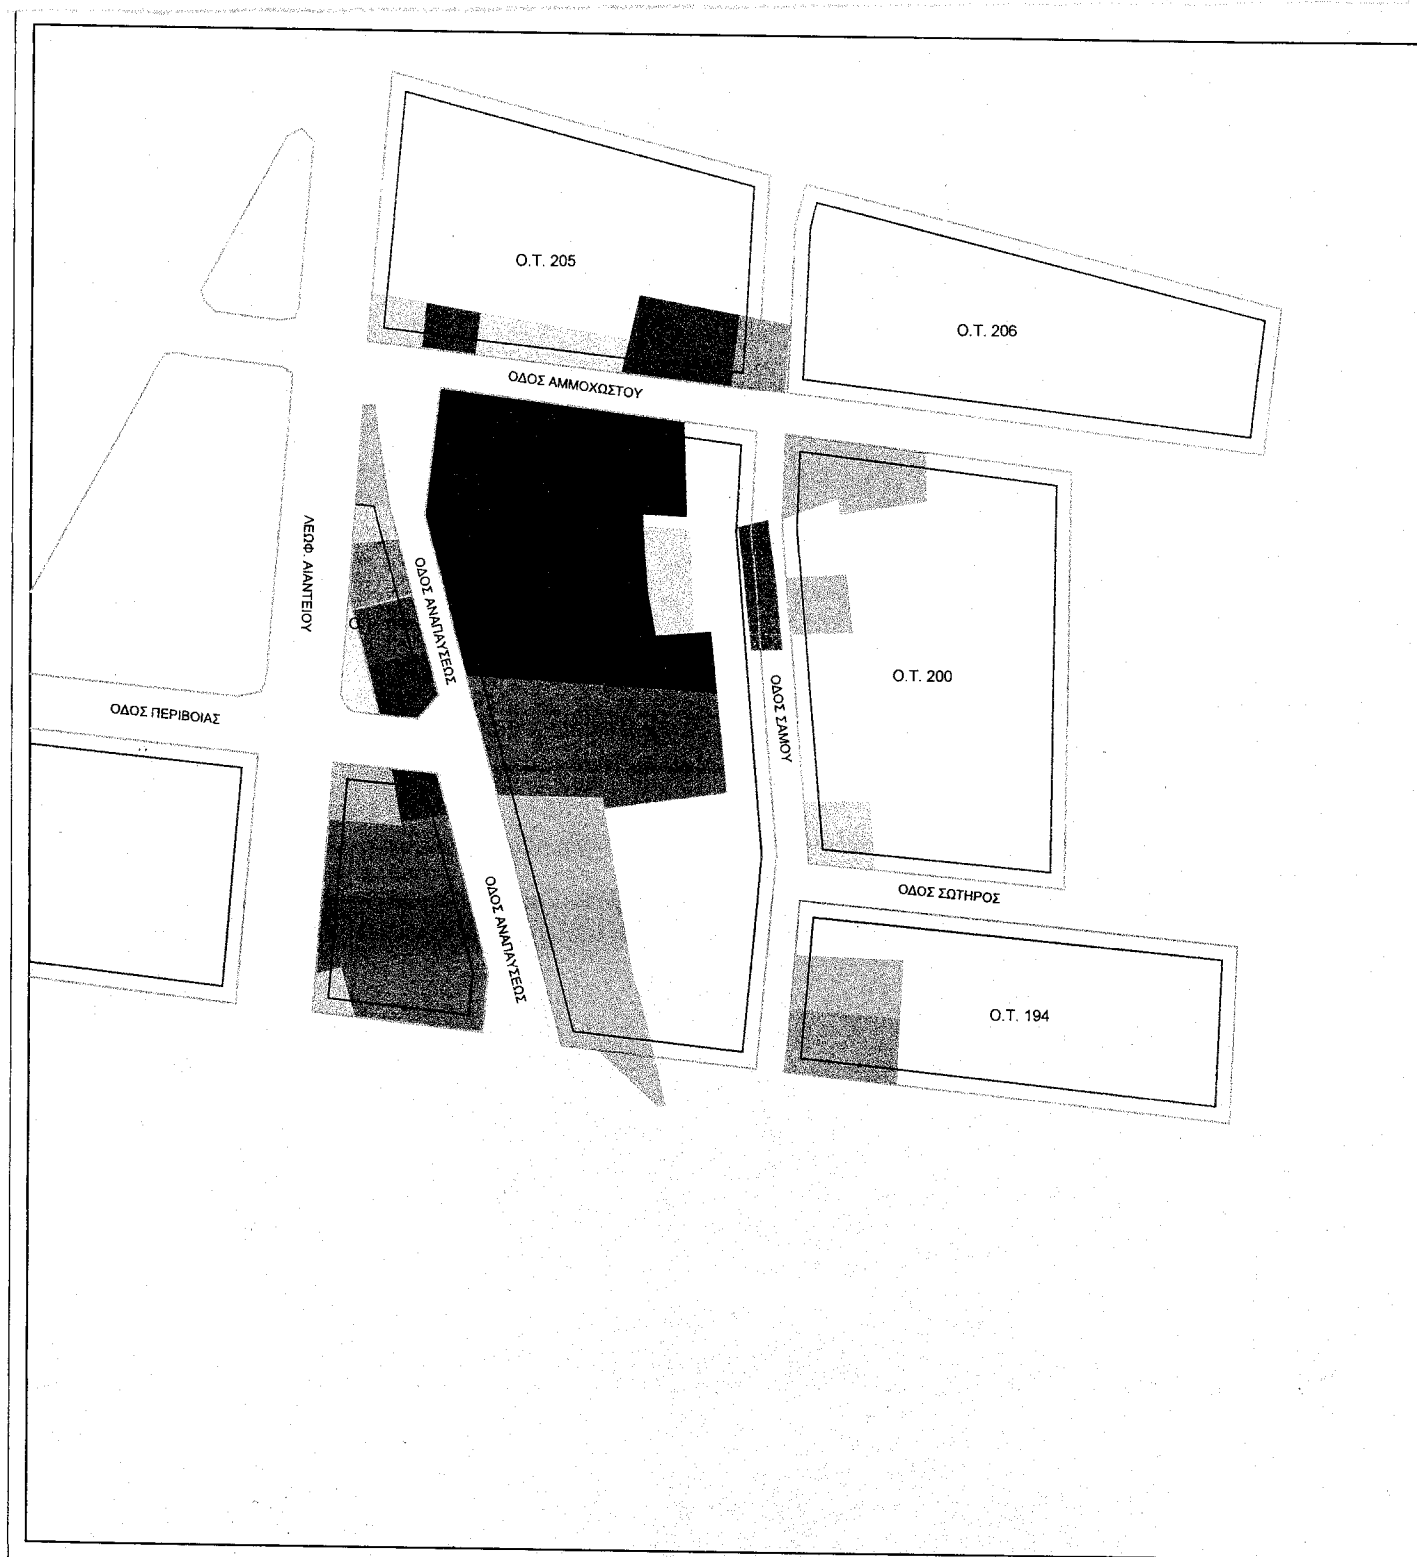 Ο.Τ. 205
Ο.Τ. 206
ΟΔΟΣ ΑΜΜΟΧΩΣΤΟΥ
ΛΕΩΦ. ΑΙΑΝΤΕΙΟΥ
ΟΔΟΣ ΑΝΑΠΑΥΣΕΩΣ
Ο.Τ. 200
ΟΔΟΣ ΣΑΜΟΥ
ΟΔΟΣ ΠΕΡΙΒΟΙΑΣ
ΟΔΟΣ ΣΩΤΗΡΟΣ
ΟΔΟΣ ΑΝΑΠΑΥΣΕΩΣ
Ο.Τ. 194